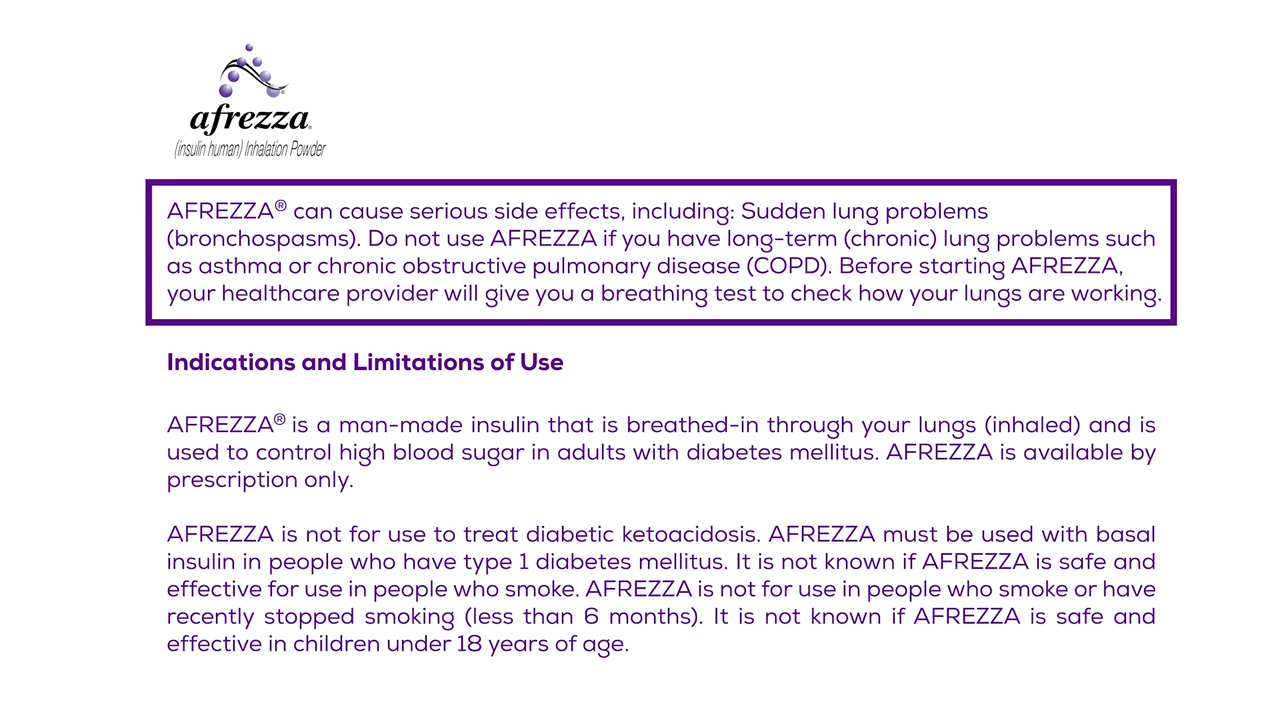 afrezza®
(insulin human) Inhalation Powder
AFREZZA® can cause serious side effects, including: Sudden lung problems
(bronchospasms). Do not use AFREZZA if you have long-term (chronic) lung problems such
as asthma or chronic obstructive pulmonary disease (COPD). Before starting AFREZZA,
your healthcare provider will give you a breathing test to check how your lungs are working.
Indications and Limitations of Use
AFREZZA® is a man-made insulin that is breathed-in through your lungs (inhaled) and is
used to control high blood sugar in adults with diabetes mellitus. AFREZZA is available by
prescription only.
AFREZZA is not for use to treat diabetic ketoacidosis. AFREZZA must be used with basal
insulin in people who have type 1 diabetes mellitus. It is not known if AFREZZA is safe and
effective for use in people who smoke. AFREZZA is not for use in people who smoke or have
recently stopped smoking (less than 6 months). It is not known if AFREZZA is safe and
effective in children under 18 years of age.